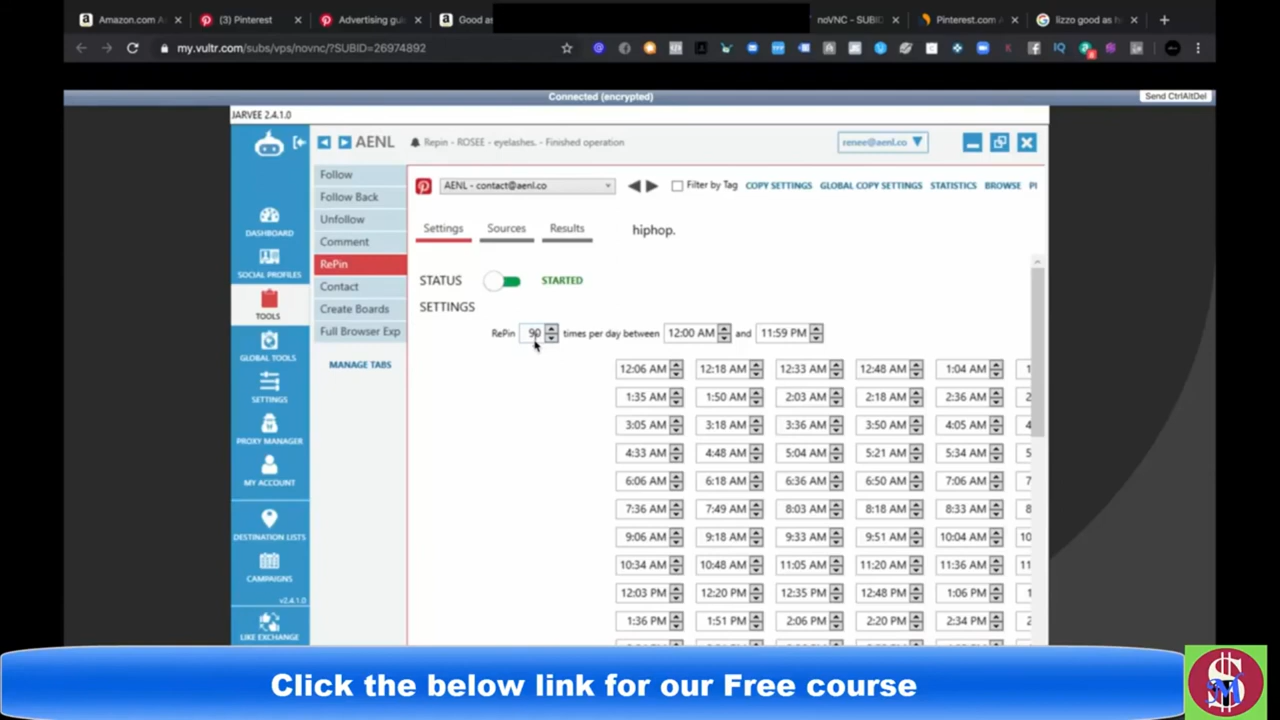 Amazon.com A
(3) Pinterest
Advertising gui
Good as
noVNC - SUBID
Pinterest.com
lizzo good as h
my.vultr.com/subs/vps/novnc/?SUBID=26974892
Connected (encrypted)
Send CtrlAltDel
JARVEE 2.4.1.0
AENL
Repin - ROSEE - eyelashes. - Finished operation
renee@aenl.co
DASHBOARD
SOCIAL PROFILES
TOOLS
GLOBAL TOOLS
SETTINGS
PROXY MANAGER
MY ACCOUNT
DESTINATION LISTS
CAMPAIGNS
v2.4.1.0
LIKE EXCHANGE
Follow
Follow Back
Unfollow
Comment
RePin
Contact
Create Boards
Full Browser Exp
MANAGE TABS
AENL - contact@aenl.co
Filter by Tag
COPY SETTINGS
GLOBAL COPY SETTINGS
STATISTICS
BROWSE
PI
Settings
Sources
Results
hiphop.
STATUS
STARTED
SETTINGS
RePin 90 times per day between 12:00 AM and 11:59 PM
12:06 AM 12:18 AM 12:33 AM 12:48 AM 1:04 AM 1
1:35 AM 1:50 AM 2:03 AM 2:18 AM 2:36 AM 2
3:05 AM 3:18 AM 3:36 AM 3:50 AM 4:05 AM 4
4:33 AM 4:48 AM 5:04 AM 5:21 AM 5:34 AM 5
6:06 AM 6:18 AM 6:36 AM 6:50 AM 7:06 AM 7
7:36 AM 7:49 AM 8:03 AM 8:18 AM 8:33 AM 8
9:06 AM 9:18 AM 9:33 AM 9:51 AM 10:04 AM 10
10:34 AM 10:48 AM 11:05 AM 11:20 AM 11:36 AM 11
12:03 PM 12:20 PM 12:35 PM 12:48 PM 1:06 PM 1
1:36 PM 1:51 PM 2:06 PM 2:20 PM 2:34 PM 2
Click the below link for our Free course